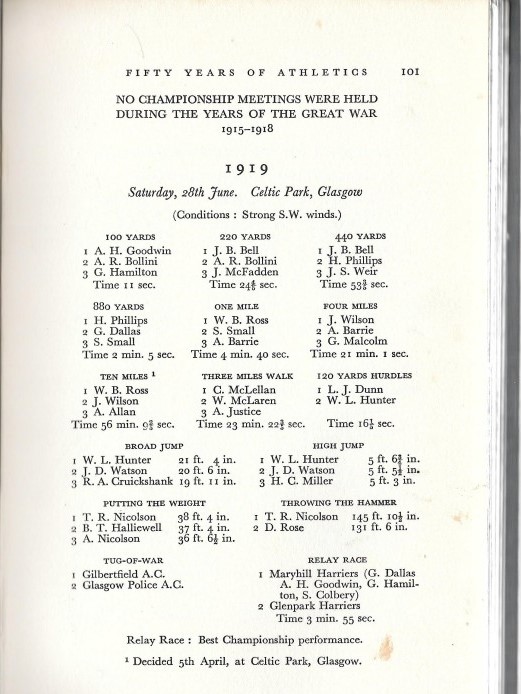 FIFTY YEARS OF ATHLETICS 101
NO CHAMPIONSHIP MEETINGS WERE HELD
DURING THE YEARS OF THE GREAT WAR
1915-1918
1919
Saturday, 28th June. Celtic Park, Glasgow
(Conditions : Strong S.W. winds.)
100 YARDS
1 A. H. Goodwin
2 A. R. Bollini
3 G. Hamilton
Time 11 sec.
220 YARDS
1 J. B. Bell
2 A. R. Bollini
3 J. McFadden
Time 24⅘ sec.
440 YARDS
1 J. B. Bell
2 H. Phillips
3 J. S. Weir
Time 53⅗ sec.
880 YARDS
1 H. Phillips
2 G. Dallas
3 S. Small
Time 2 min. 5 sec.
ONE MILE
1 W. B. Ross
2 S. Small
3 A. Barrie
Time 4 min. 40 sec.
FOUR MILES
1 J. Wilson
2 A. Barrie
3 G. Malcolm
Time 21 min. 1 sec.
TEN MILES ¹
1 W. B. Ross
2 J. Wilson
3 A. Allan
Time 56 min. sec.
THREE MILES WALK
1 C. McLellan
2 W. McLaren
3 A. Justice
Time 23 min. sec.
120 YARDS HURDLES
1 L. J. Dunn
2 W. L. Hunter
Time sec.
BROAD JUMP
1 W. L. Hunter 21 ft. 4 in.
2 J. D. Watson 20 ft. 6 in.
3 R. A. Cruickshank 19 ft. 11 in.
HIGH JUMP
1 W. L. Hunter 5 ft. in.
2 J. D. Watson 5 ft. 5½ in.
3 H. C. Miller 5 ft. 3 in.
PUTTING THE WEIGHT
1 T. R. Nicolson 38 ft. 4 in.
2 B. T. Halliewell 37 ft. 4 in.
3 A. Nicolson 36 ft. 6½ in.
THROWING THE HAMMER
1 T. R. Nicolson 145 ft. 10½ in.
2 D. Rose 131 ft. 6 in.
TUG-OF-WAR
1 Gilbertfield A.C.
2 Glasgow Police A.C.
RELAY RACE
1 Maryhill Harriers (G. Dallas
A. H. Goodwin, G. Hamil-
ton, S. Colbery)
2 Glenpark Harriers
Time 3 min. 55 sec.
Relay Race : Best Championship performance.
¹ Decided 5th April, at Celtic Park, Glasgow.